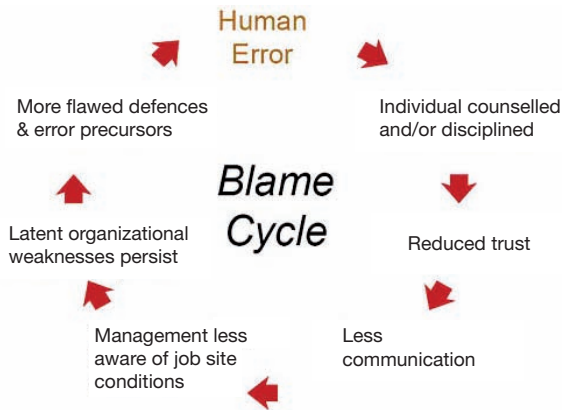 Human
Error
Individual counselled
and/or disciplined
Reduced trust
Less
communication
Management less
aware of job site
conditions
Latent organizational
weaknesses persist
More flawed defences
& error precursors
Blame
Cycle